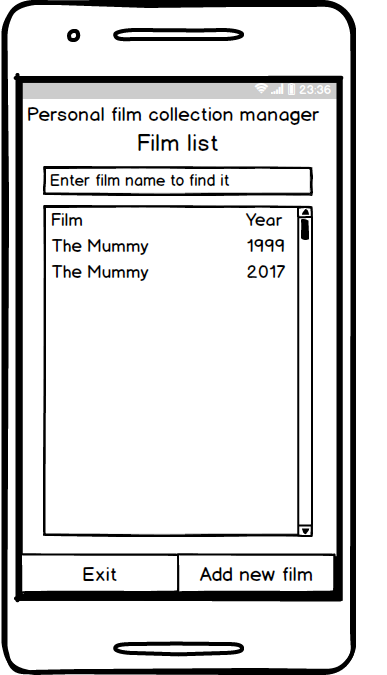 23:36
Personal film collection manager
Film list
Enter film name to find it
Film Year
The Mummy 1999
The Mummy 2017
Exit Add new film